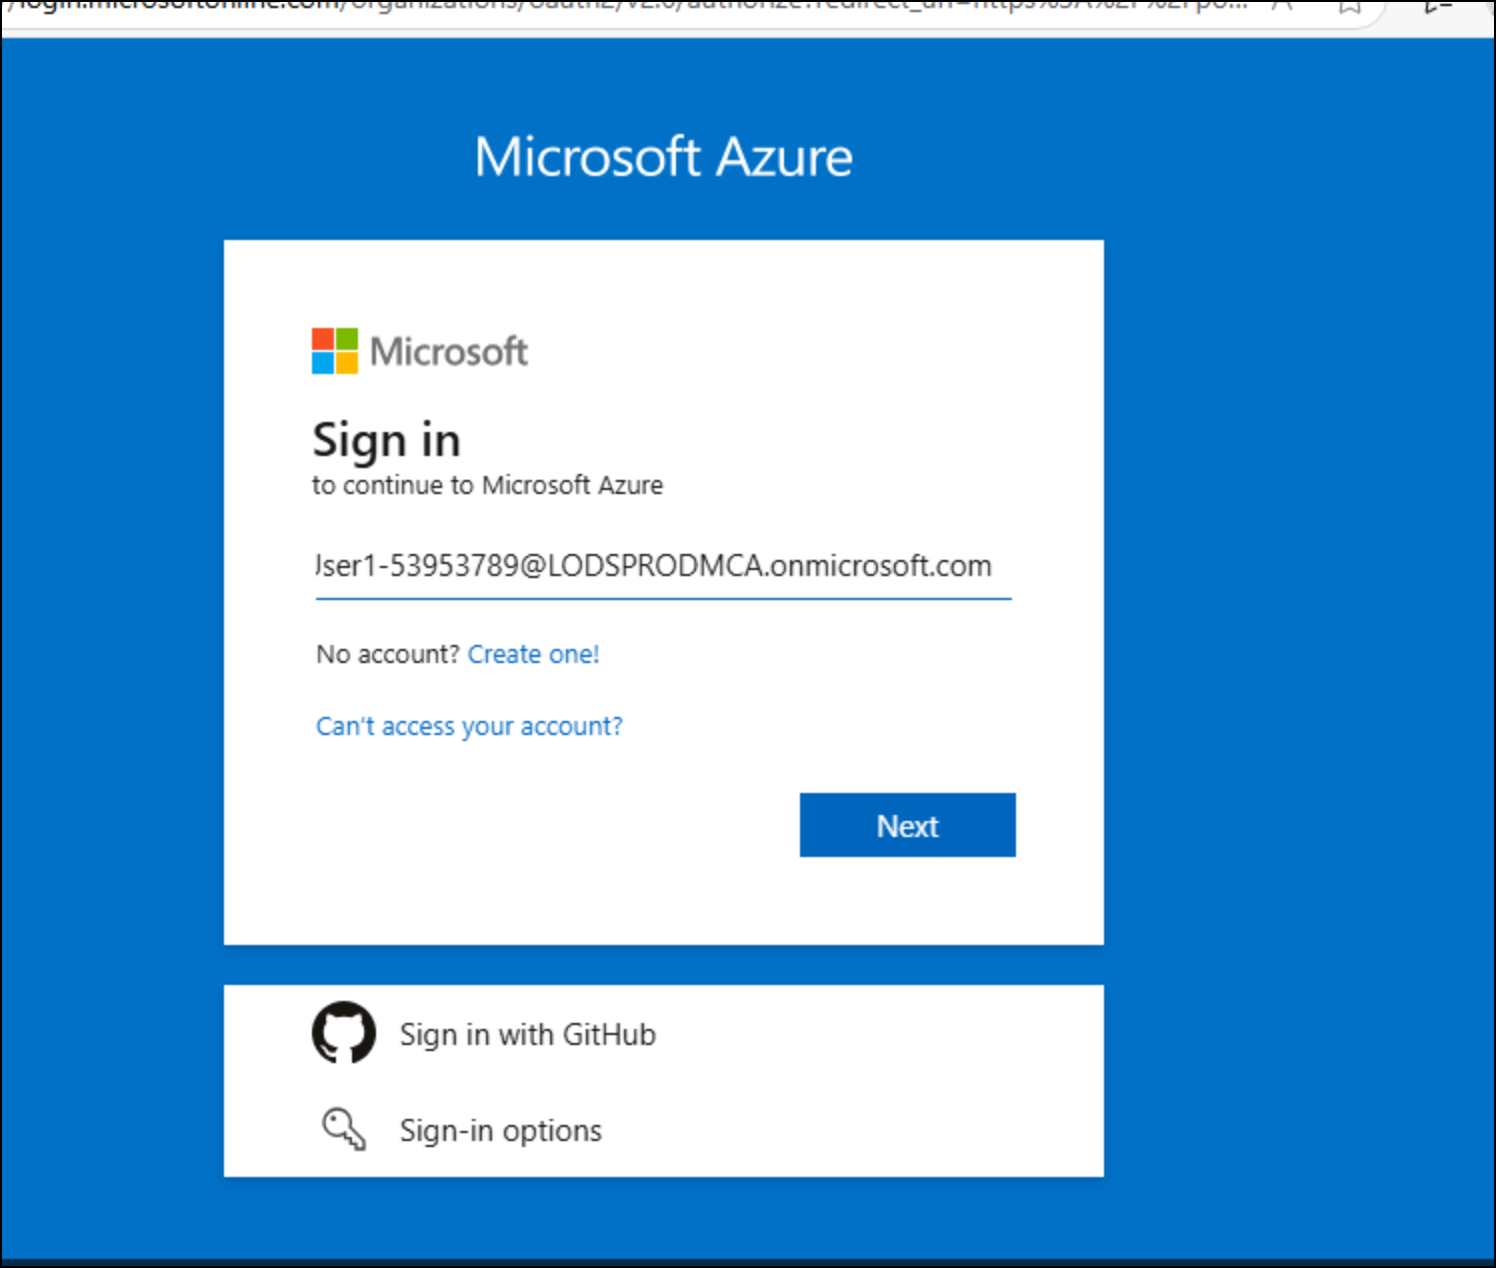 /login.microsoftonline.com/organizations/oauth2/v2.0/authorize?redirect_uri=https%3A%2F%2Fpo...
Microsoft Azure
Microsoft
Sign in
to continue to Microsoft Azure
User1-53953789@LODSPRODMCA.onmicrosoft.com
No account? Create one!
Can't access your account?
Next
Sign in with GitHub
Sign-in options